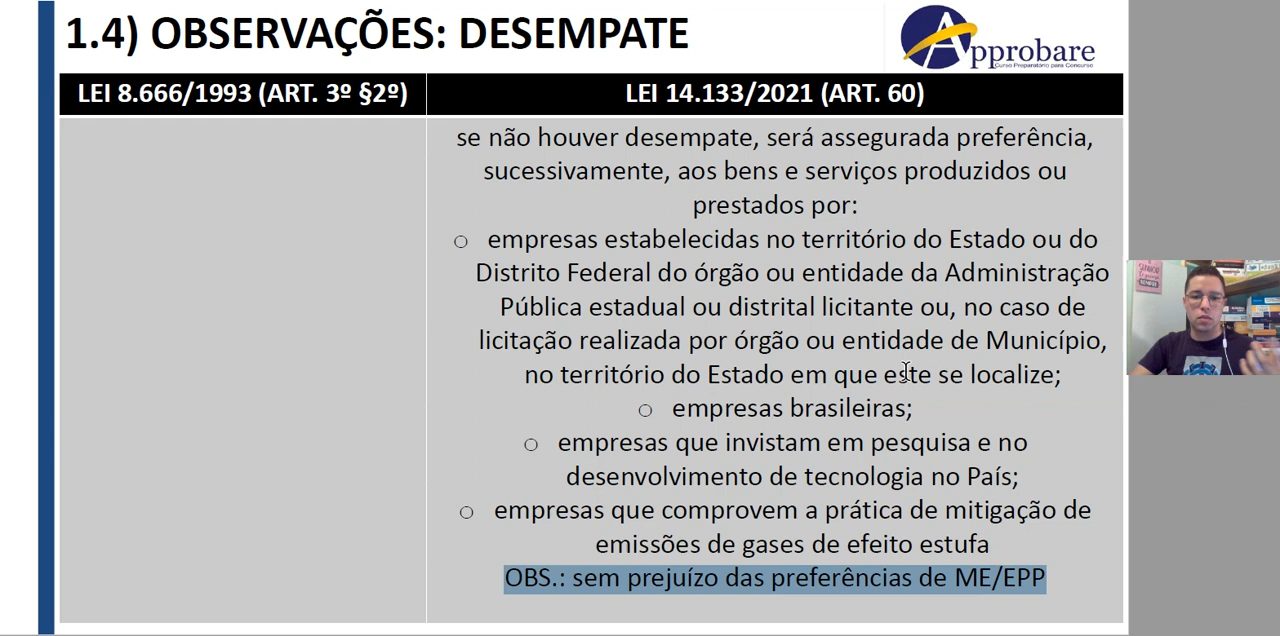 1.4) OBSERVAÇÕES: DESEMPATE
Approbare
Curso Preparatório para Concurso
LEI 8.666/1993 (ART. 3º §2º)
LEI 14.133/2021 (ART. 60)
se não houver desempate, será assegurada preferência,
sucessivamente, aos bens e serviços produzidos ou
prestados por:
empresas estabelecidas no território do Estado ou do
Distrito Federal do órgão ou entidade da Administração
Pública estadual ou distrital licitante ou, no caso de
licitação realizada por órgão ou entidade de Município,
no território do Estado em que este se localize;
empresas brasileiras;
empresas que invistam em pesquisa e no
desenvolvimento de tecnologia no País;
empresas que comprovem a prática de mitigação de
emissões de gases de efeito estufa
OBS.: sem prejuízo das preferências de ME/EPP